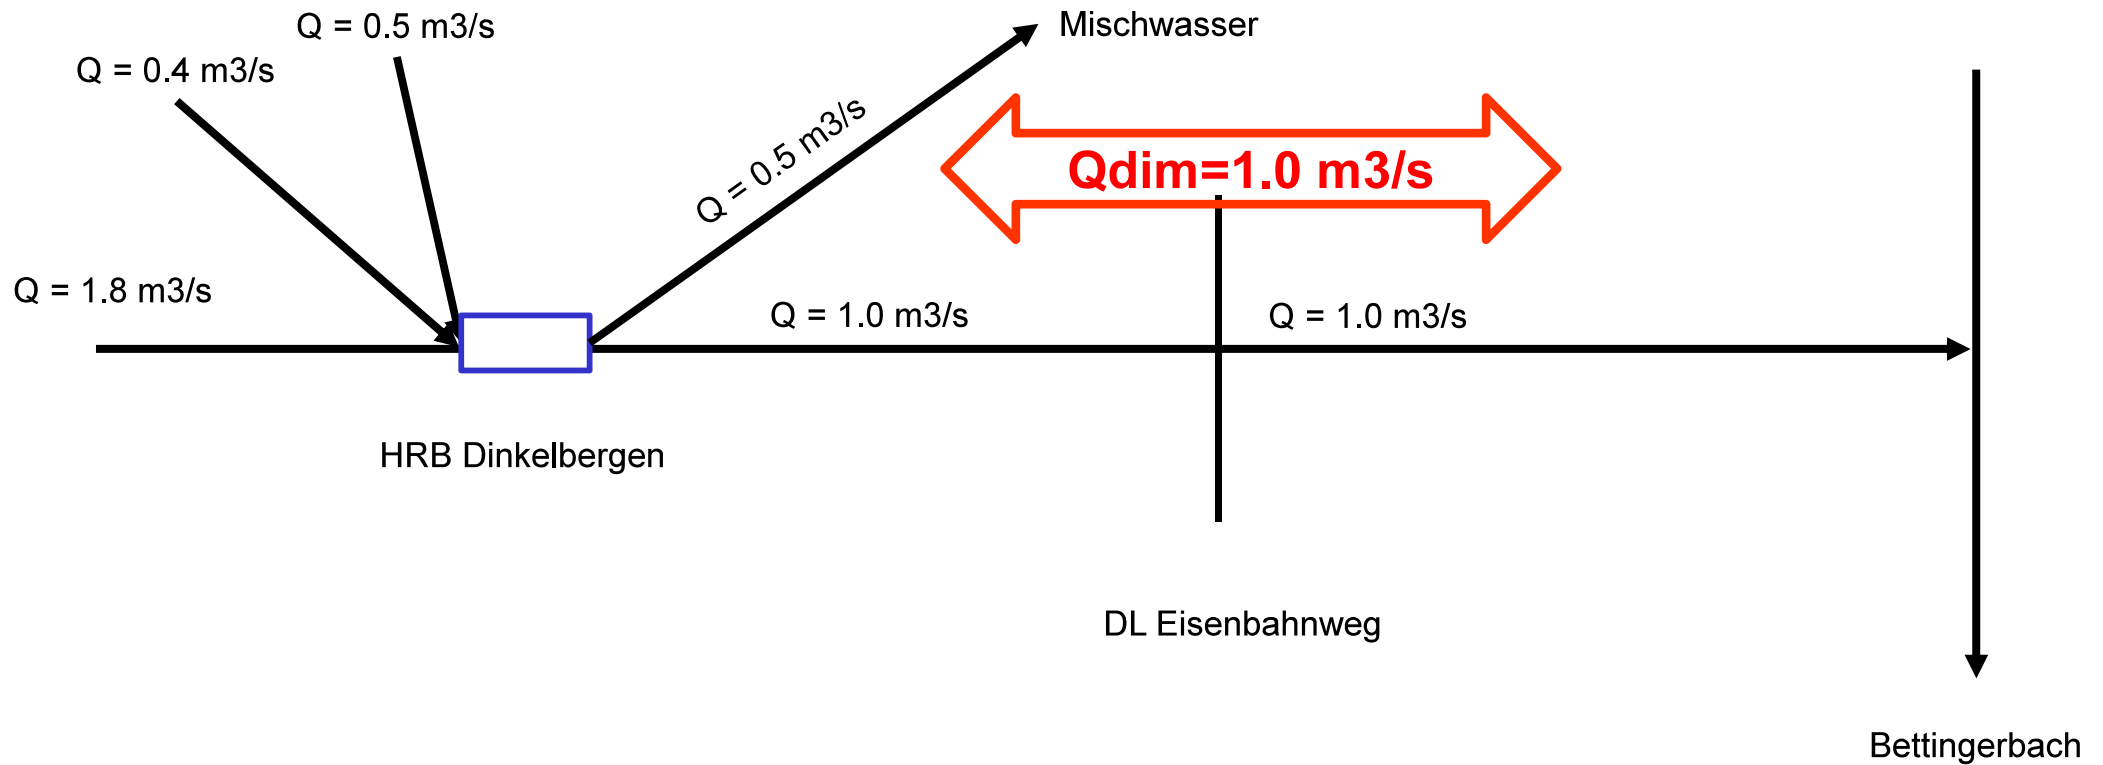 Q = 0.5 m3/s
Mischwasser
Q = 0.4 m3/s
Q = 0.5 m3/s
Qdim=1.0 m3/s
Q = 1.8 m3/s
Q = 1.0 m3/s
Q = 1.0 m3/s
HRB Dinkelbergen
DL Eisenbahnweg
Bettingerbach